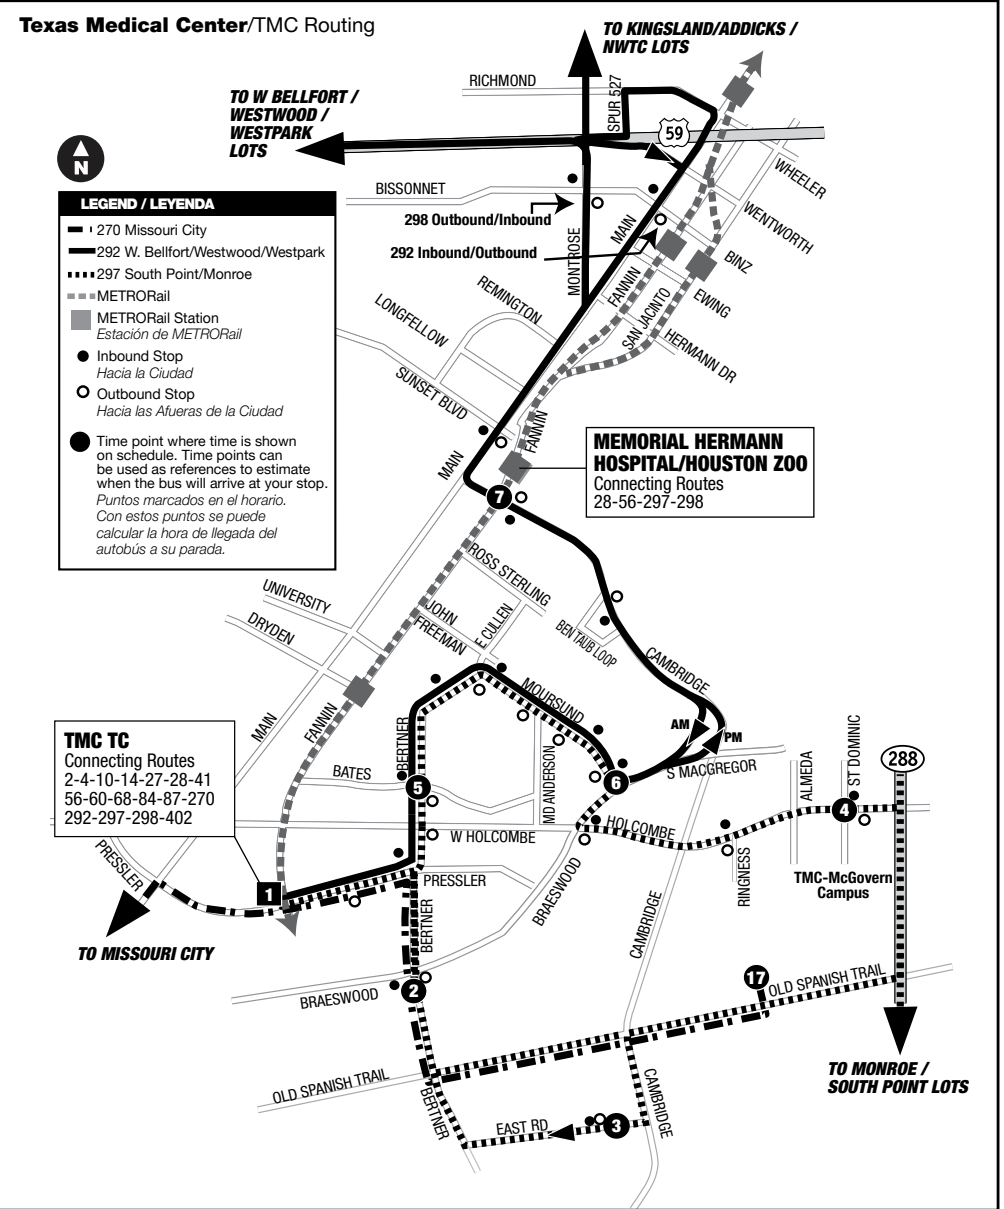 Texas Medical Center/TMC Routing
TO KINGSLAND/ADDICKS /
NWTC LOTS
RICHMOND
SPUR 527
TO W BELLFORT /
WESTWOOD /
WESTPARK
LOTS
59
N
WHEELER
BISSONNET
WENTWORTH
298 Outbound/Inbound
MAIN
292 Inbound/Outbound
MONTROSE
BINZ
FANNIN
EWING
SAN JACINTO
REMINGTON
LONGFELLOW
HERMANN DR
SUNSET BLVD
FANNIN
MAIN
LEGEND / LEYENDA
270 Missouri City
292 W. Bellfort/Westwood/Westpark
297 South Point/Monroe
METRORail
METRORail Station
Estación de METRORail
Inbound Stop
Hacia la Ciudad
Outbound Stop
Hacia las Afueras de la Ciudad
Time point where time is shown
on schedule. Time points can
be used as references to estimate
when the bus will arrive at your stop.
Puntos marcados en el horario.
Con estos puntos se puede
calcular la hora de llegada del
autobús a su parada.
MEMORIAL HERMANN
HOSPITAL/HOUSTON ZOO
Connecting Routes
28-56-297-298
7
ROSS STERLING
UNIVERSITY
JOHN
FREEMAN
E CULLEN
DRYDEN
BEN TAUB LOOP
CAMBRIDGE
MOURSUND
MAIN
FANNIN
BERTNER
AM
PM
TMC TC
Connecting Routes
2-4-10-14-27-28-41
56-60-68-84-87-270
292-297-298-402
BATES
5
MD ANDERSON
6
S MACGREGOR
ALMEDA
ST DOMINIC
288
4
W HOLCOMBE
HOLCOMBE
PRESSLER
PRESSLER
1
BRAESWOOD
RINGNESS
TMC-McGovern
Campus
BERTNER
CAMBRIDGE
TO MISSOURI CITY
BRAESWOOD
2
17
OLD SPANISH TRAIL
TO MONROE /
SOUTH POINT LOTS
OLD SPANISH TRAIL
BERTNER
CAMBRIDGE
EAST RD
3